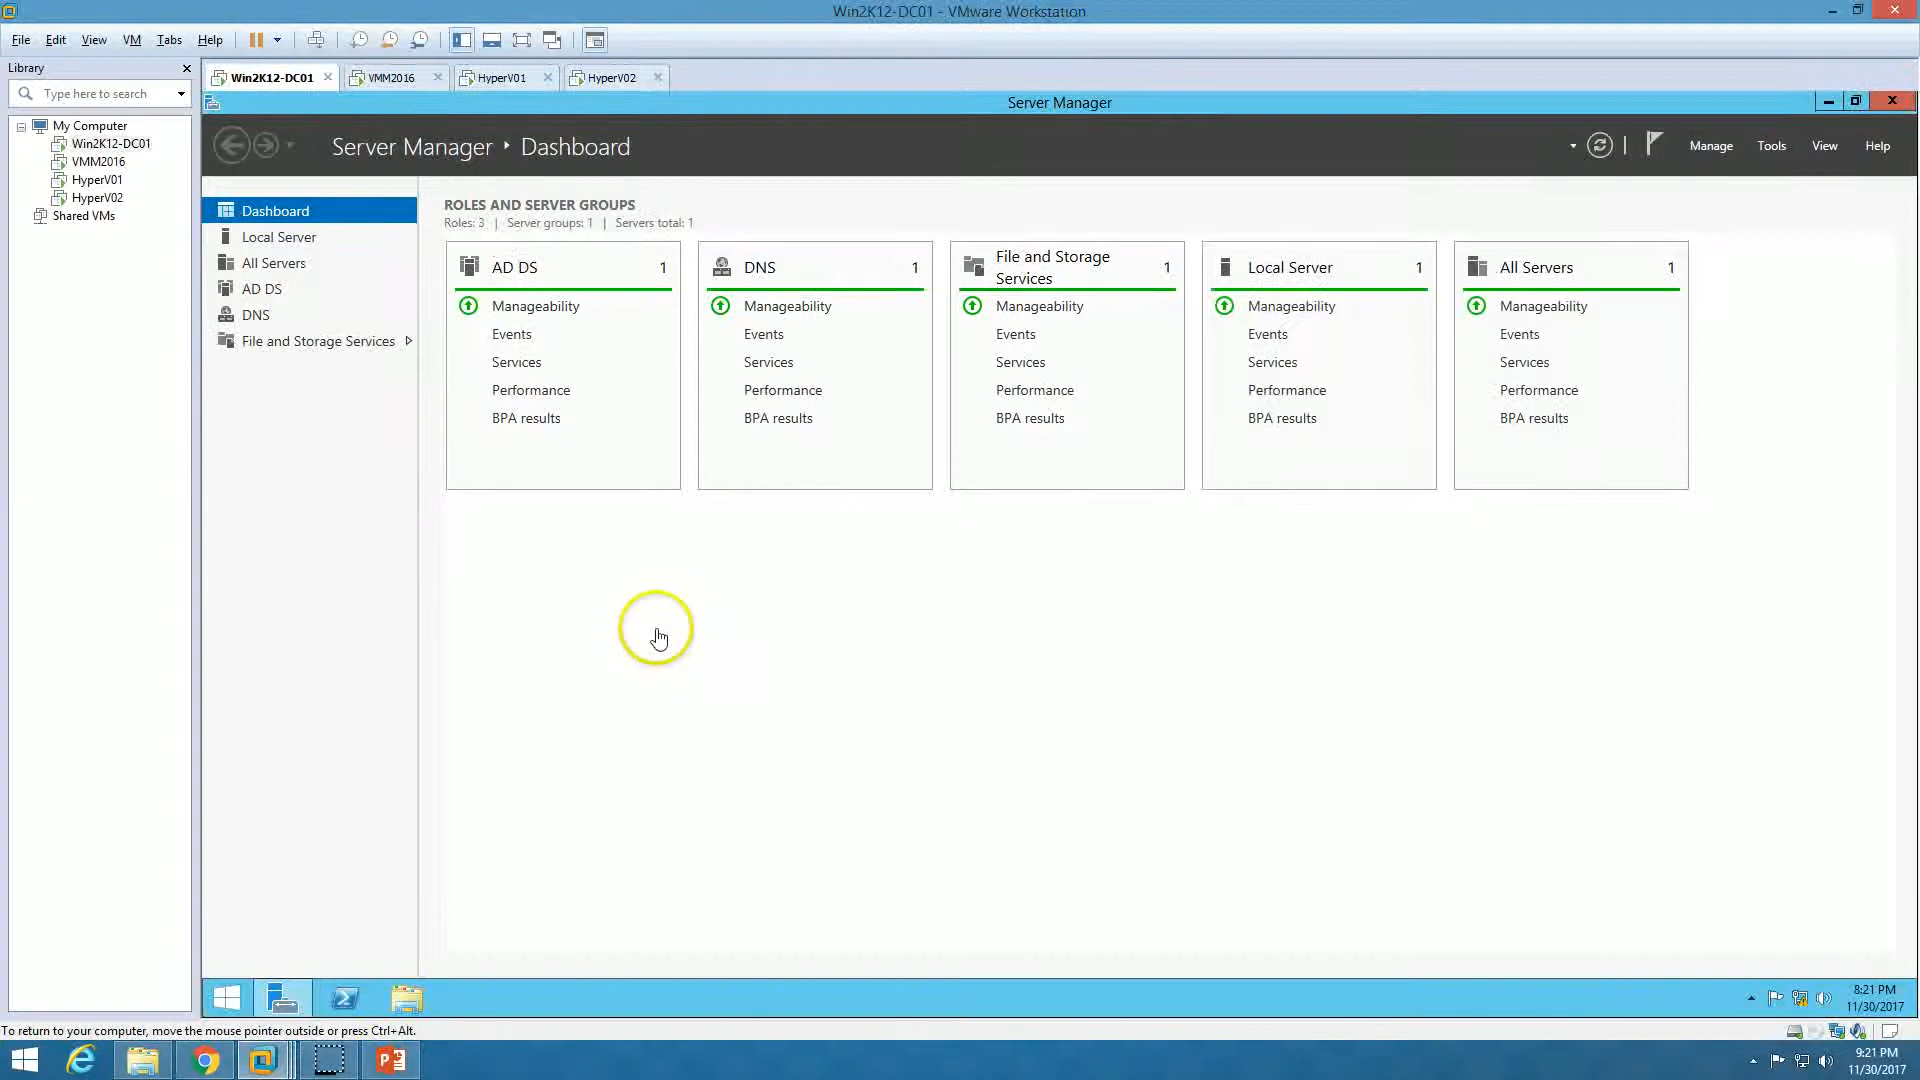 Win2K12-DC01 - VMware Workstation
File Edit View VM Tabs Help
Library
Type here to search
My Computer
Win2K12-DC01
VMM2016
HyperV01
HyperV02
Shared VMs
Win2K12-DC01 VMM2016 HyperV01 HyperV02
Server Manager
Server Manager Dashboard
Manage Tools View Help
Dashboard
Local Server
All Servers
AD DS
DNS
File and Storage Services
ROLES AND SERVER GROUPS
Roles: 3 | Server groups: 1 | Servers total: 1
AD DS 1
Manageability
Events
Services
Performance
BPA results
DNS 1
Manageability
Events
Services
Performance
BPA results
File and Storage
Services 1
Manageability
Events
Services
Performance
BPA results
Local Server 1
Manageability
Events
Services
Performance
BPA results
All Servers 1
Manageability
Events
Services
Performance
BPA results
8:21 PM
11/30/2017
To return to your computer, move the mouse pointer outside or press Ctrl+Alt.
9:21 PM
11/30/2017